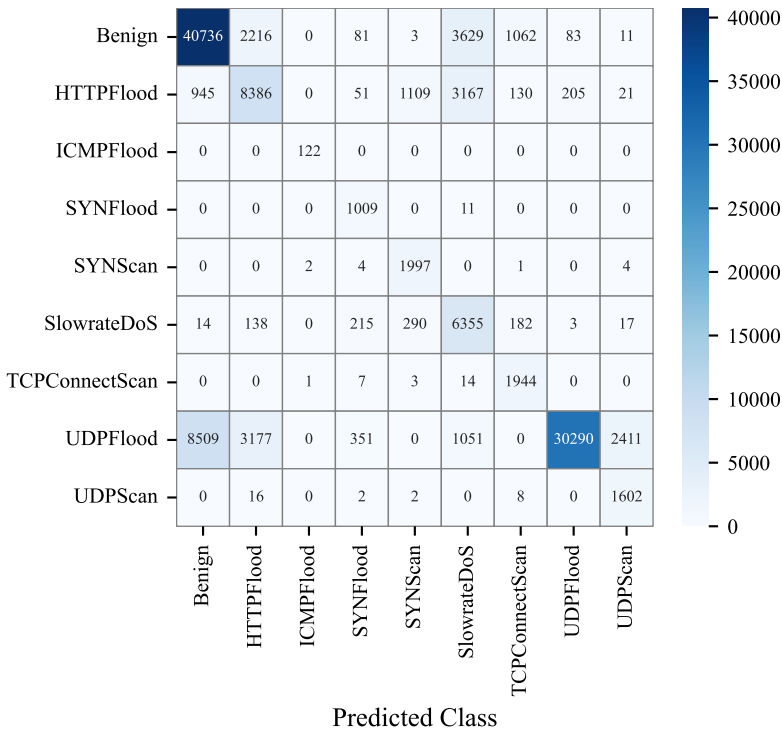 Benign 40736 2216 0 81 3 3629 1062 83 11
HTTPFlood 945 8386 0 51 1109 3167 130 205 21
ICMPFlood 0 0 122 0 0 0 0 0 0
SYNFlood 0 0 0 1009 0 11 0 0 0
SYNScan 0 0 2 4 1997 0 1 0 4
SlowrateDoS 14 138 0 215 290 6355 182 3 17
TCPConnectScan 0 0 1 7 3 14 1944 0 0
UDPFlood 8509 3177 0 351 0 1051 0 30290 2411
UDPScan 0 16 0 2 2 0 8 0 1602
Benign HTTPFlood ICMPFlood SYNFlood SYNScan SlowrateDoS TCPConnectScan UDPFlood UDPScan
Predicted Class
40000
35000
30000
25000
20000
15000
10000
5000
0